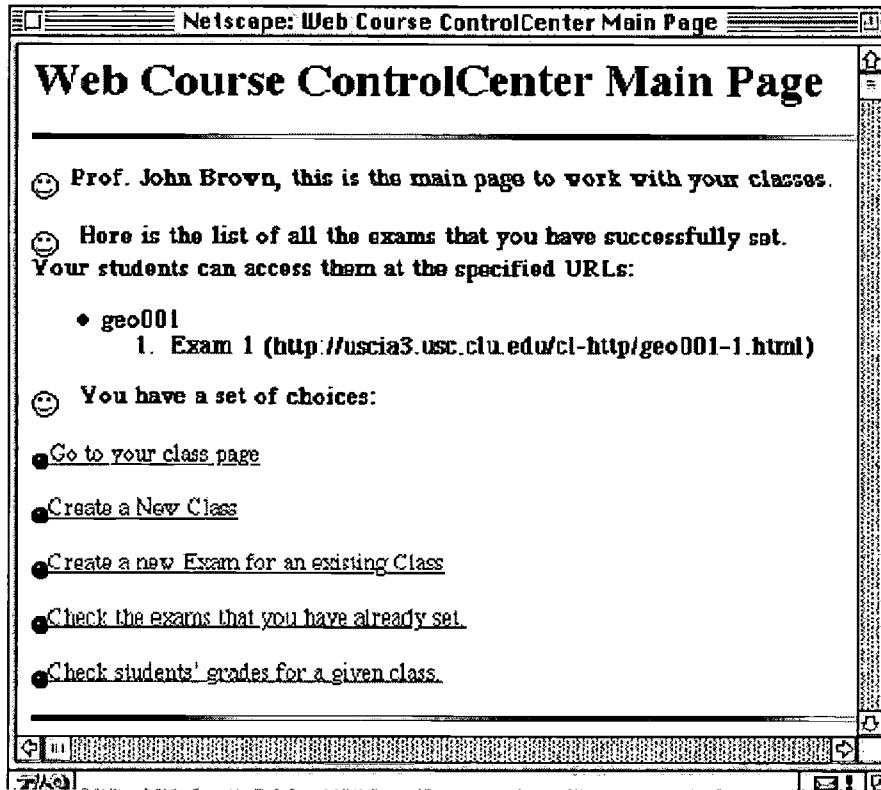 Netscape: Web Course ControlCenter Main Page
Web Course ControlCenter Main Page
Prof. John Brown, this is the main page to work with your classes.
Here is the list of all the exams that you have successfully set.
Your students can access them at the specified URLs:
geo001
1. Exam 1 (http://uscia3.usc.clu.edu/cl-http/geo001-1.html)
You have a set of choices:
Go to your class page
Create a New Class
Create a new Exam for an existing Class
Check the exams that you have already set.
Check students' grades for a given class.